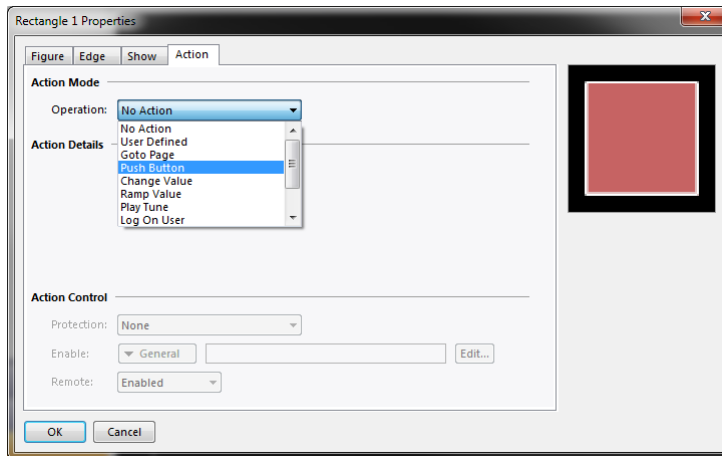 Rectangle 1 Properties
Figure Edge Show Action
Action Mode
Operation: No Action
No Action
User Defined
Goto Page
Push Button
Change Value
Ramp Value
Play Tune
Log On User
Action Details
Action Control
Protection: None
Enable: General Edit...
Remote: Enabled
OK Cancel